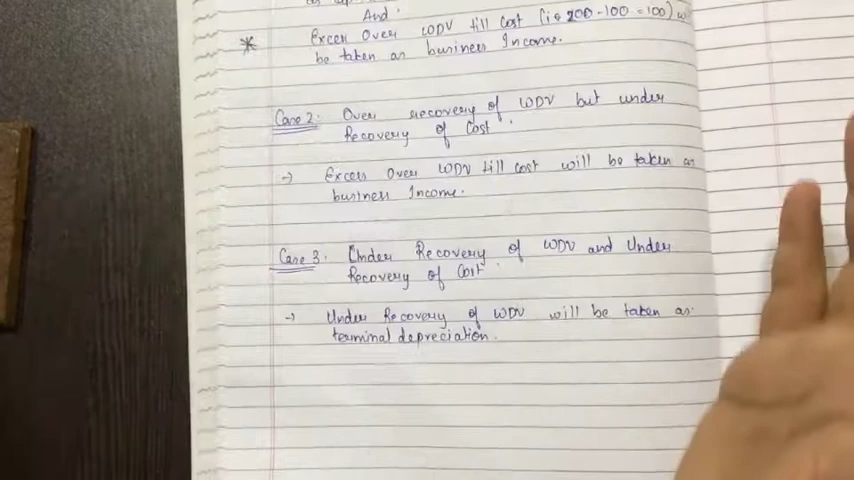 And
* Excess Over WDV till Cost (i.e 200-100=100) w
be taken as business Income.
Case 2: Over recovery of WDV but under
Recovery of Cost.
→ Excess Over WDV till cost will be taken as
business Income.
Case 3. Under Recovery of WDV and Under
Recovery of Cost.
→ Under Recovery of WDV will be taken as
terminal depreciation.